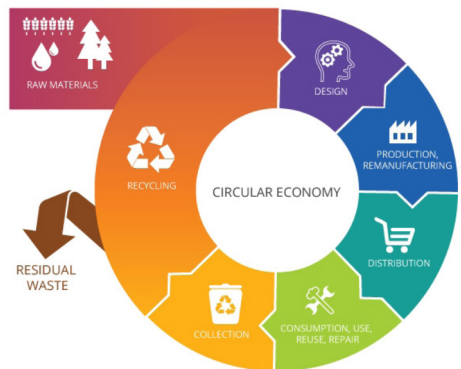 RAW MATERIALS
DESIGN
PRODUCTION,
REMANUFACTURING
RECYCLING
CIRCULAR ECONOMY
DISTRIBUTION
RESIDUAL
WASTE
COLLECTION
CONSUMPTION, USE,
REUSE, REPAIR